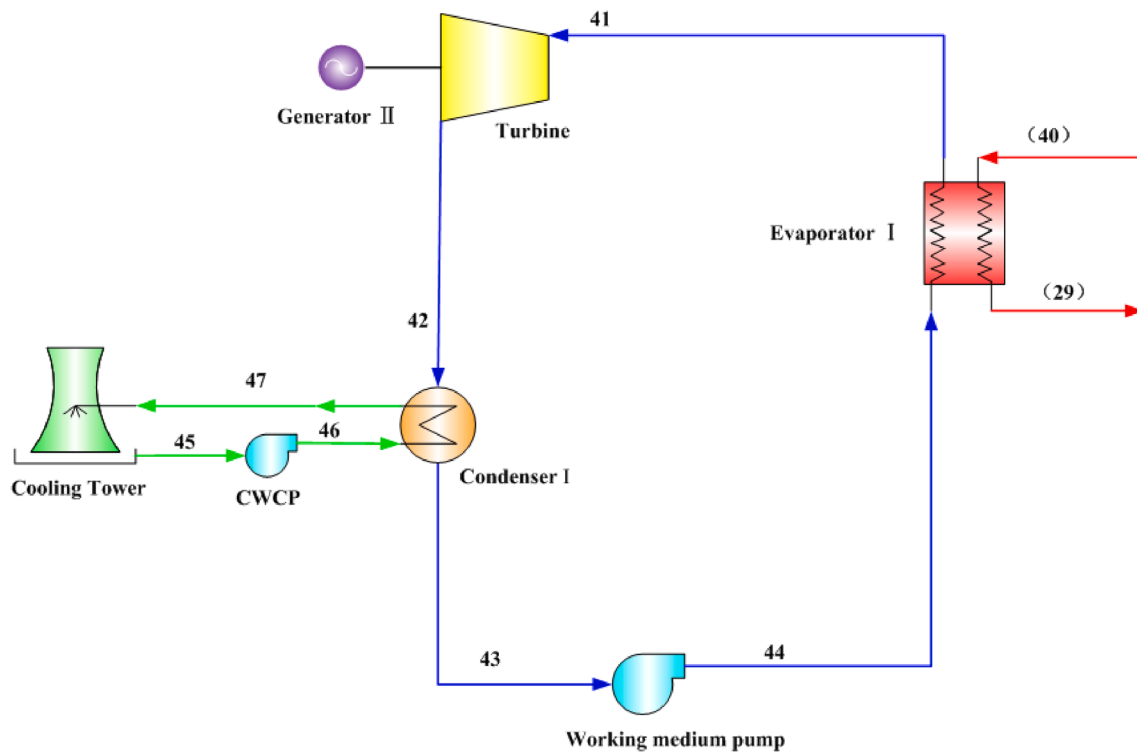 41
Generator Ⅱ
Turbine
（40）
Evaporator Ⅰ
（29）
42
47
45
46
Cooling Tower
CWCP
Condenser Ⅰ
43
44
Working medium pump